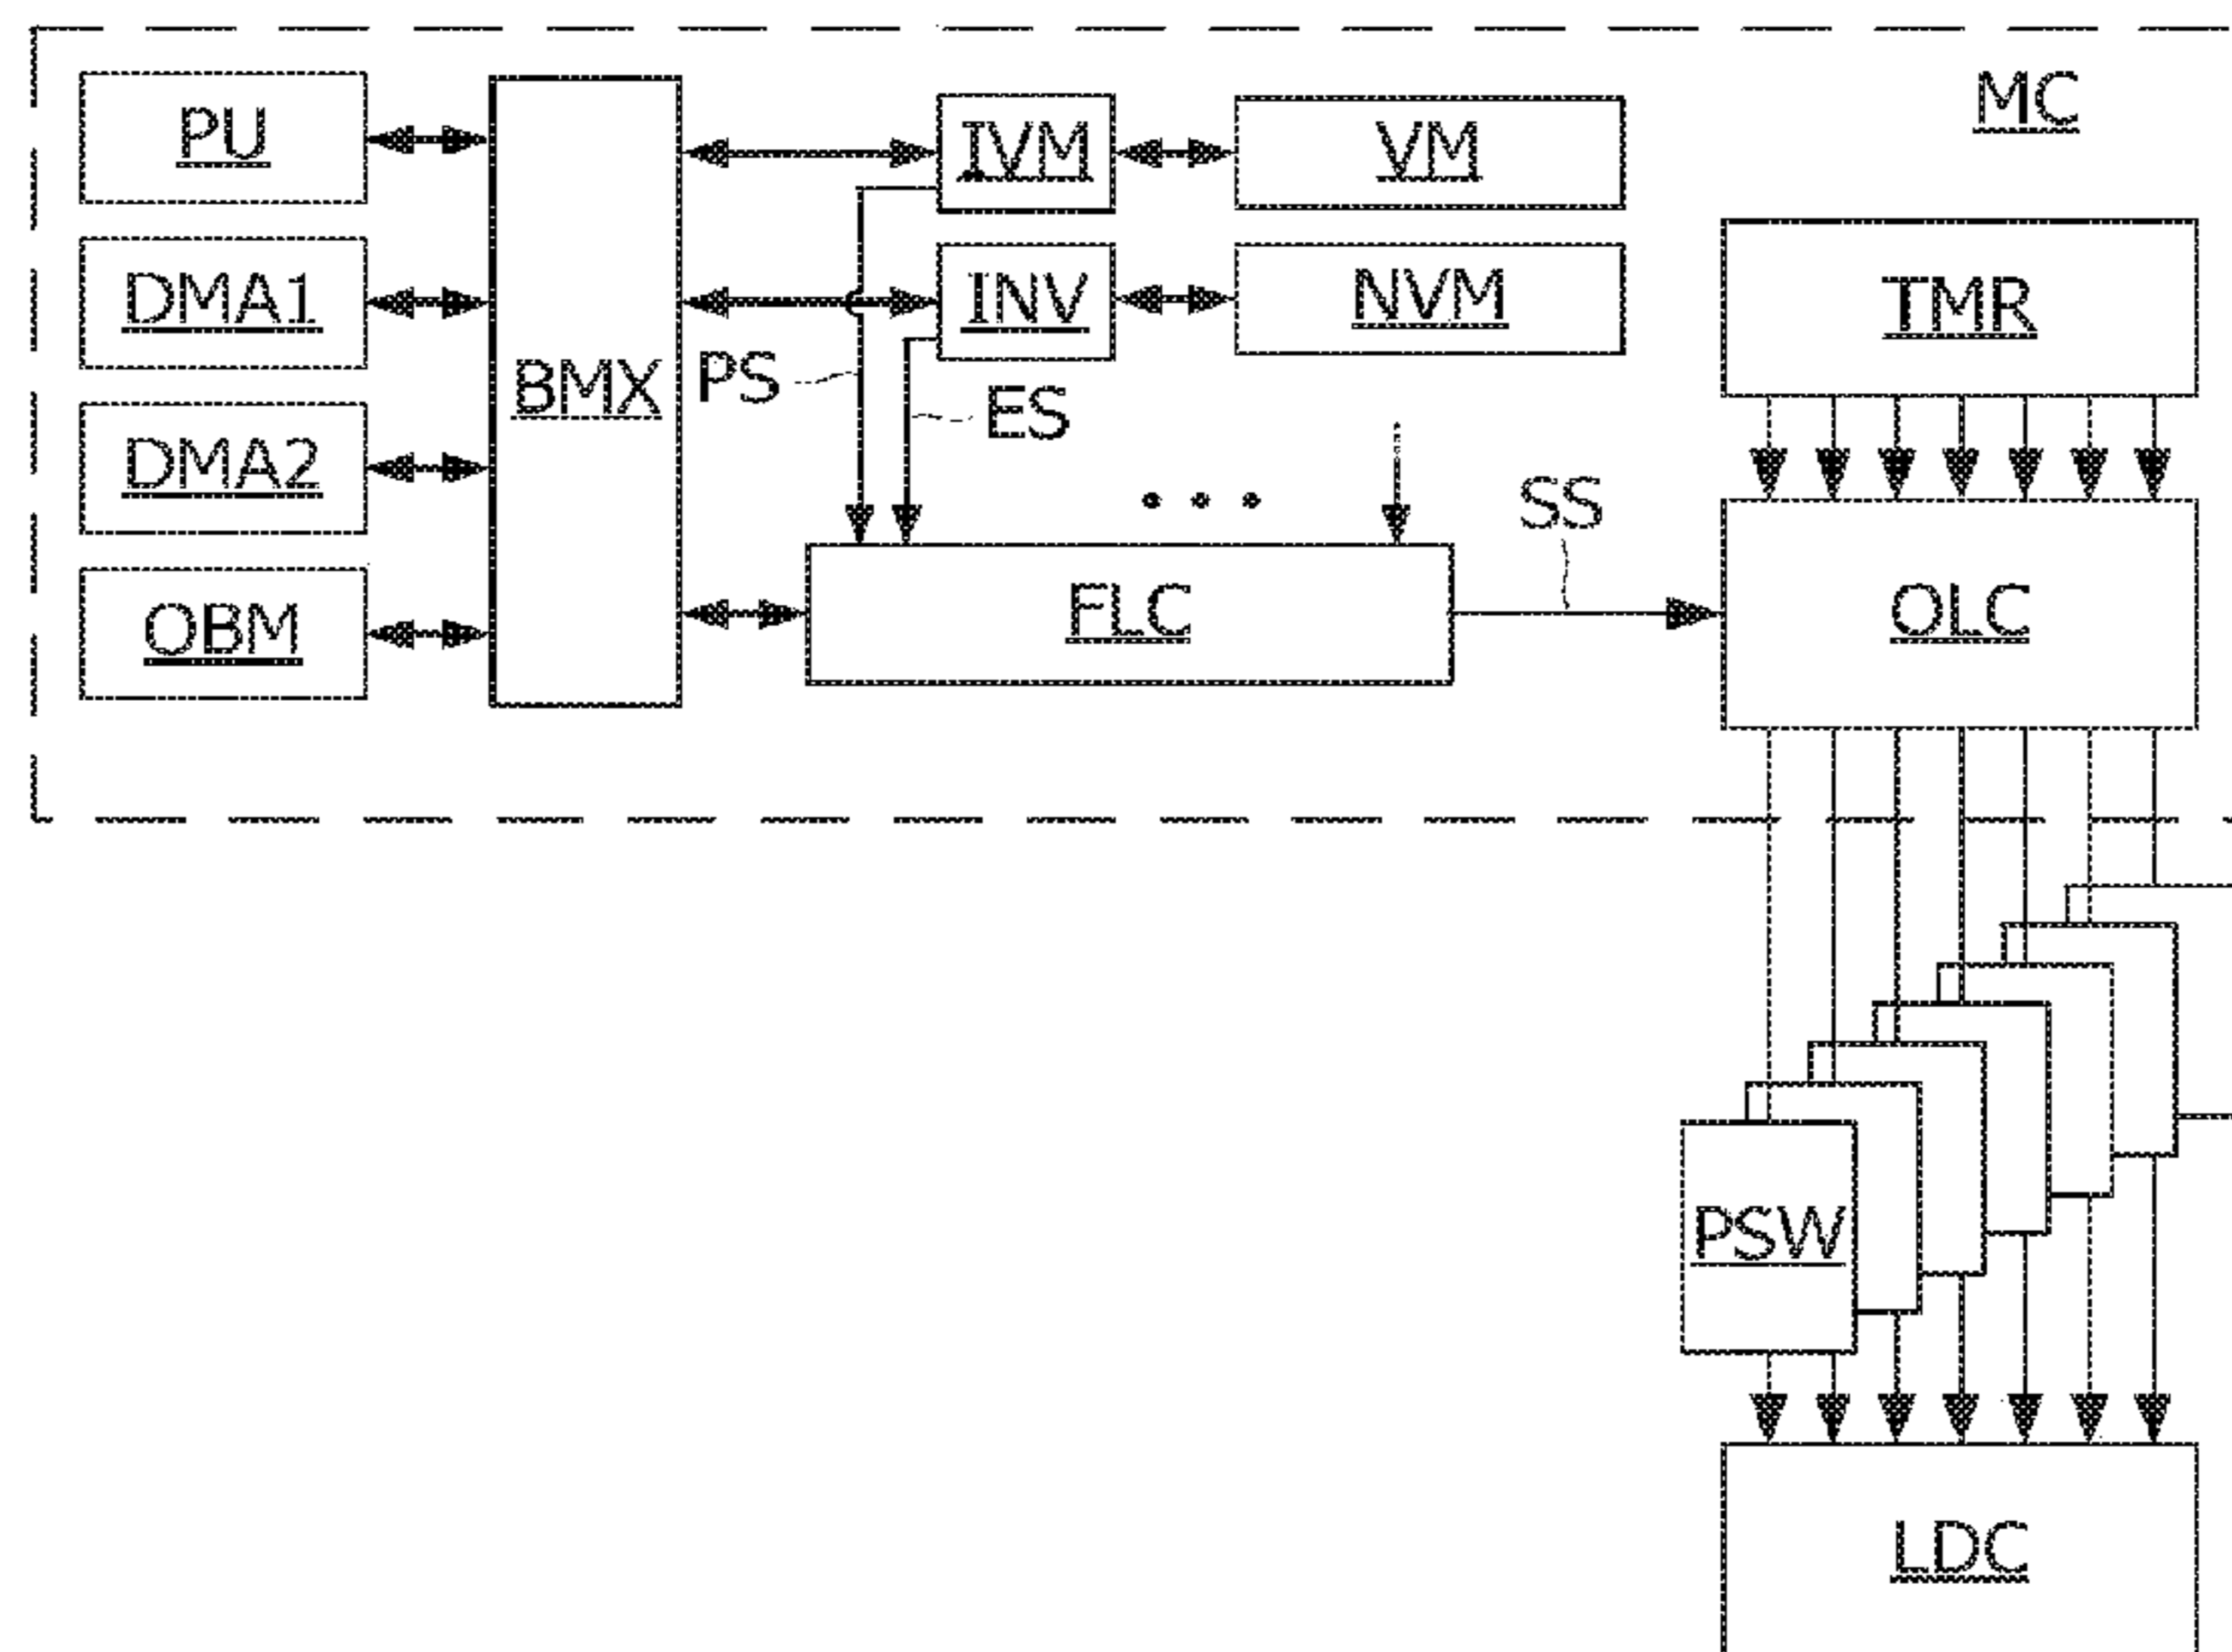 MC
PU
IVM
VM
DMA1
INV
NVM
TMR
BMX
PS
ES
DMA2
SS
OBM
FLC
OLC
PSW
LDC